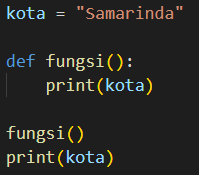 kota = "Samarinda"

def fungsi():
    print(kota)

fungsi()
print(kota)